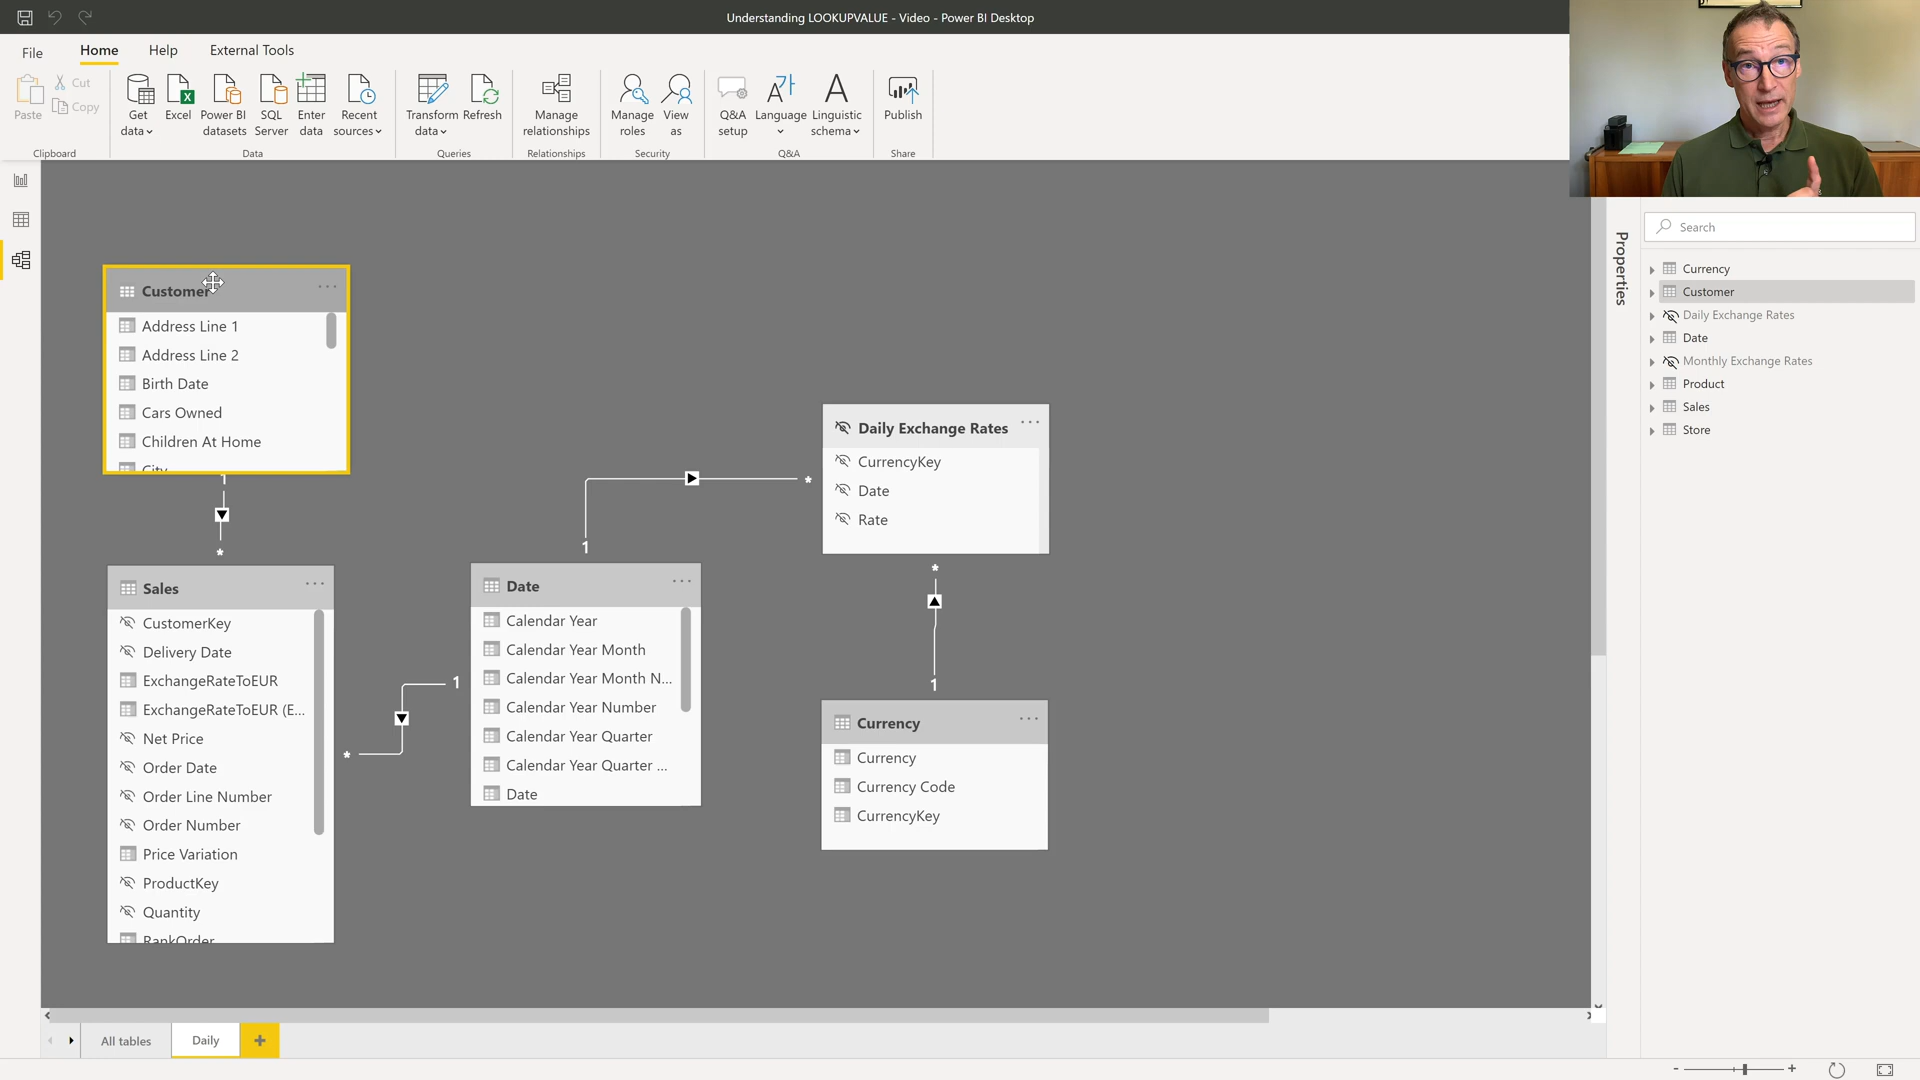 Understanding LOOKUPVALUE - Video - Power BI Desktop
File
Home
Help
External Tools
Paste
Cut
Copy
Get data
Excel
Power BI datasets
SQL Server
Enter data
Recent sources
Transform data
Refresh
Manage relationships
Manage roles
View as
Q&A setup
Language
Linguistic schema
Publish
Clipboard
Data
Queries
Relationships
Security
Q&A
Share
Customer
Address Line 1
Address Line 2
Birth Date
Cars Owned
Children At Home
City
1
*
Sales
CustomerKey
Delivery Date
ExchangeRateToEUR
ExchangeRateToEUR (E...
Net Price
Order Date
Order Line Number
Order Number
Price Variation
ProductKey
Quantity
RankOrder
1
*
Date
Calendar Year
Calendar Year Month
Calendar Year Month N...
Calendar Year Number
Calendar Year Quarter
Calendar Year Quarter ...
Date
1
*
Daily Exchange Rates
CurrencyKey
Date
Rate
*
1
Currency
Currency
Currency Code
CurrencyKey
Properties
Search
Currency
Customer
Daily Exchange Rates
Date
Monthly Exchange Rates
Product
Sales
Store
All tables
Daily
+
- +